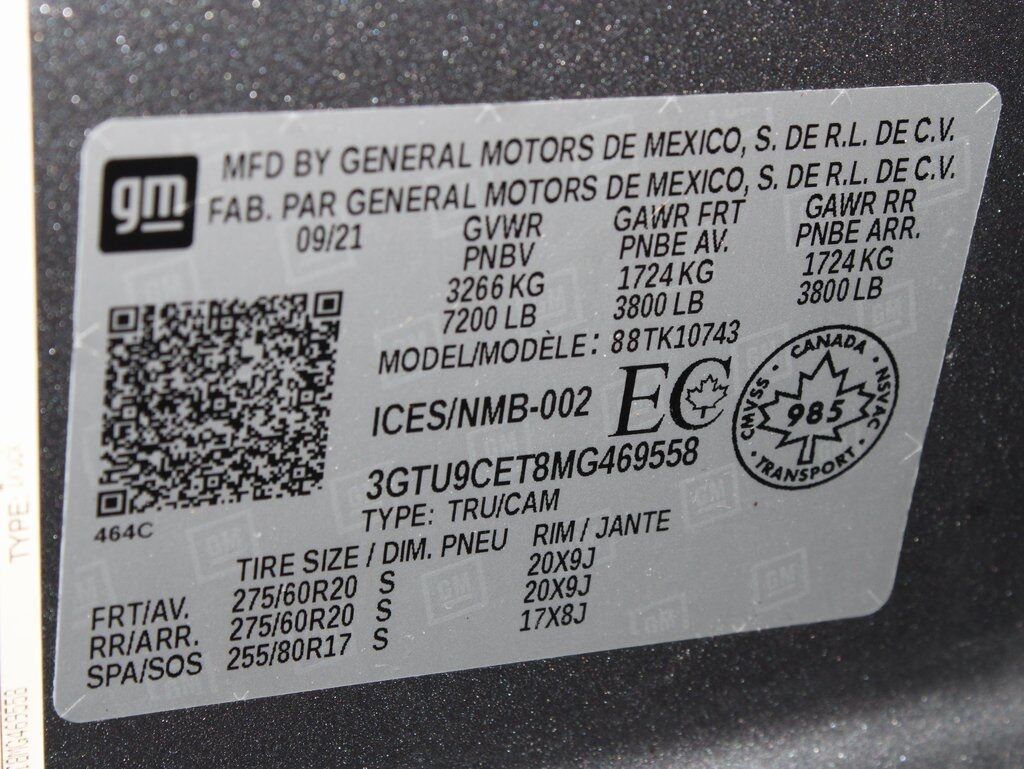 gm
MFD BY GENERAL MOTORS DE MEXICO, S. DE R.L. DE C.V.
FAB. PAR GENERAL MOTORS DE MEXICO, S. DE R.L. DE C.V.
09/21
GVWR GAWR FRT GAWR RR
PNBV PNBE AV. PNBE ARR.
3266 KG 1724 KG 1724 KG
7200 LB 3800 LB 3800 LB
MODEL/MODÈLE: 88TK10743
ICES/NMB-002 EC
CANADA
CMVSS 985 NSVAC
TRANSPORT
3GTU9CET8MG469558
TYPE: TRU/CAM
464C
TIRE SIZE / DIM. PNEU RIM / JANTE
FRT/AV. 275/60R20 S 20X9J
RR/ARR. 275/60R20 S 20X9J
SPA/SOS 255/80R17 S 17X8J
TYPE